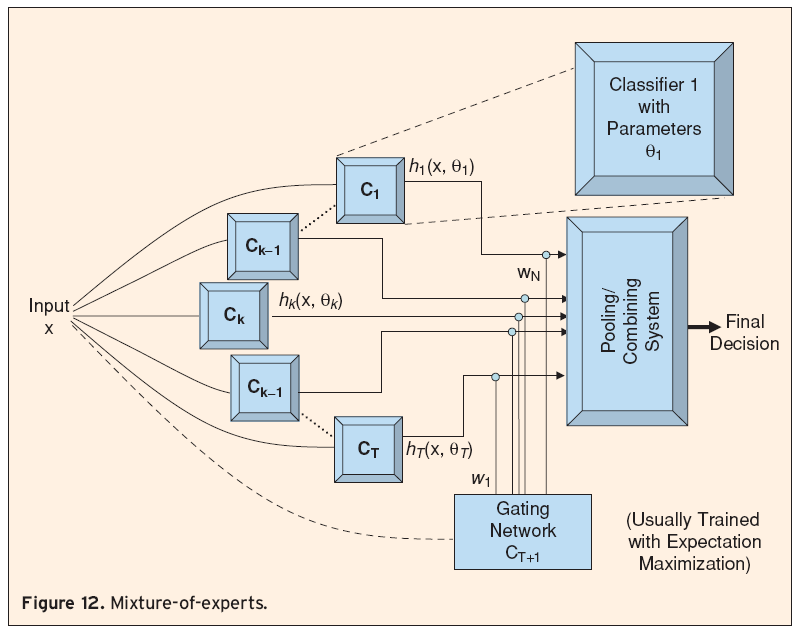 Classifier 1
with
Parameters
θ1
h1(x, θ1)
C1
Ck–1
wN
Input
x
Ck
hk(x, θk)
Pooling/
Combining
System
Final
Decision
Ck–1
CT
hT(x, θT)
w1
Gating
Network
CT+1
(Usually Trained
with Expectation
Maximization)
Figure 12. Mixture-of-experts.